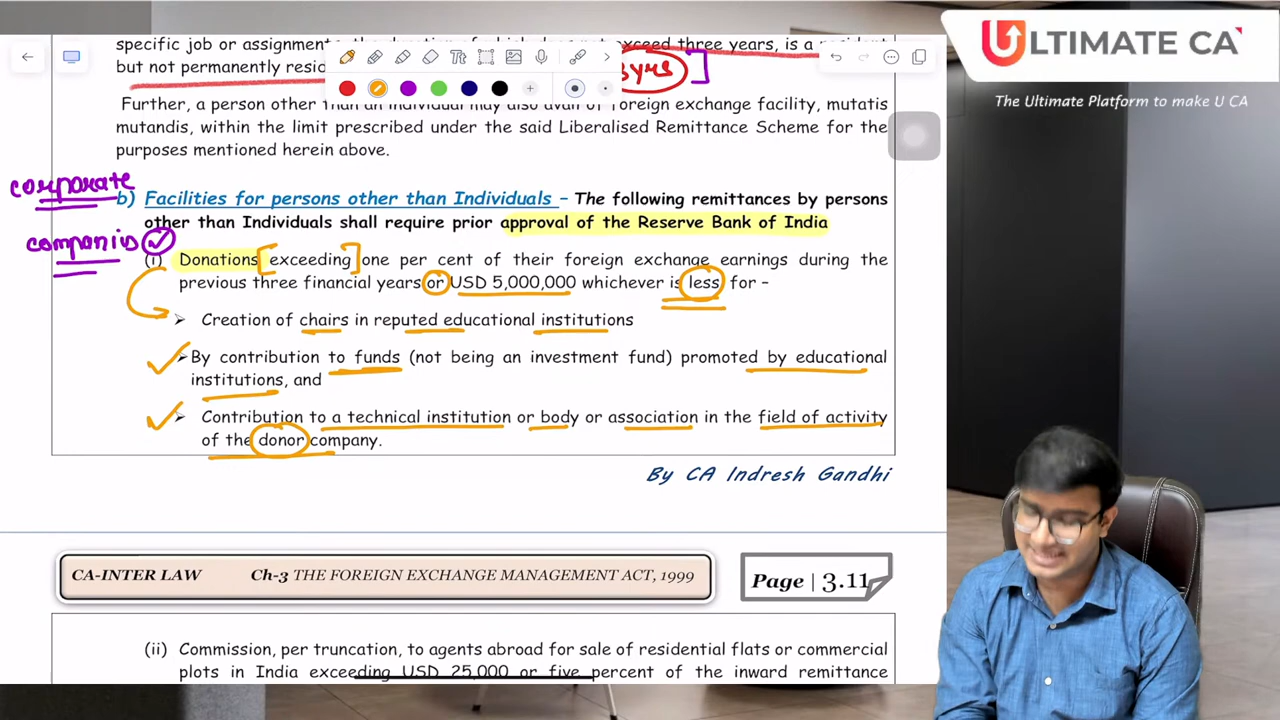 specific job or assignment, the duration of which does not exceed three years, is a resident
but not permanently resi
3yrs
Further, a person other than an individual may also avail of foreign exchange facility, mutatis
mutandis, within the limit prescribed under the said Liberalised Remittance Scheme for the
purposes mentioned herein above.
corporate
b) Facilities for persons other than Individuals – The following remittances by persons
other than Individuals shall require prior approval of the Reserve Bank of India
companies
(i) Donations exceeding one per cent of their foreign exchange earnings during the
previous three financial years or USD 5,000,000 whichever is less for –
➢ Creation of chairs in reputed educational institutions
➢ By contribution to funds (not being an investment fund) promoted by educational
institutions, and
➢ Contribution to a technical institution or body or association in the field of activity
of the donor company.
By CA Indresh Gandhi
CA-INTER LAW Ch-3 THE FOREIGN EXCHANGE MANAGEMENT ACT, 1999
Page | 3.11
(ii) Commission, per truncation, to agents abroad for sale of residential flats or commercial
plots in India exceeding USD 25,000 or five percent of the inward remittance
ULTIMATE CA
The Ultimate Platform to make U CA